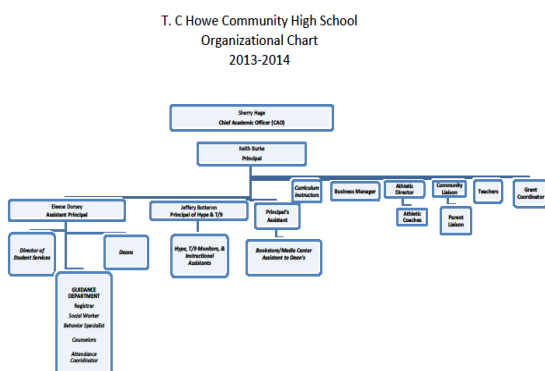 T. C Howe Community High School
Organizational Chart
2013-2014
Sherry Hage
Chief Academic Officer (CAO)
Keith Burke
Principal
Curriculum
Instructors
Business Manager
Athletic
Director
Community
Liaison
Teachers
Grant
Coordinator
Eleese Dorsey
Assistant Principal
Jeffery Botteron
Principal of Hype & T/9
Principal's
Assistant
Athletic
Coaches
Parent
Liaison
Director of
Student Services
Deans
Hype, T/9 Monitors, &
Instructional
Assistants
Bookstore/Media Center
Assistant to Dean's
GUIDANCE
DEPARTMENT
Registrar
Social Worker
Behavior Specialist
Counselors
Attendance
Coordinator